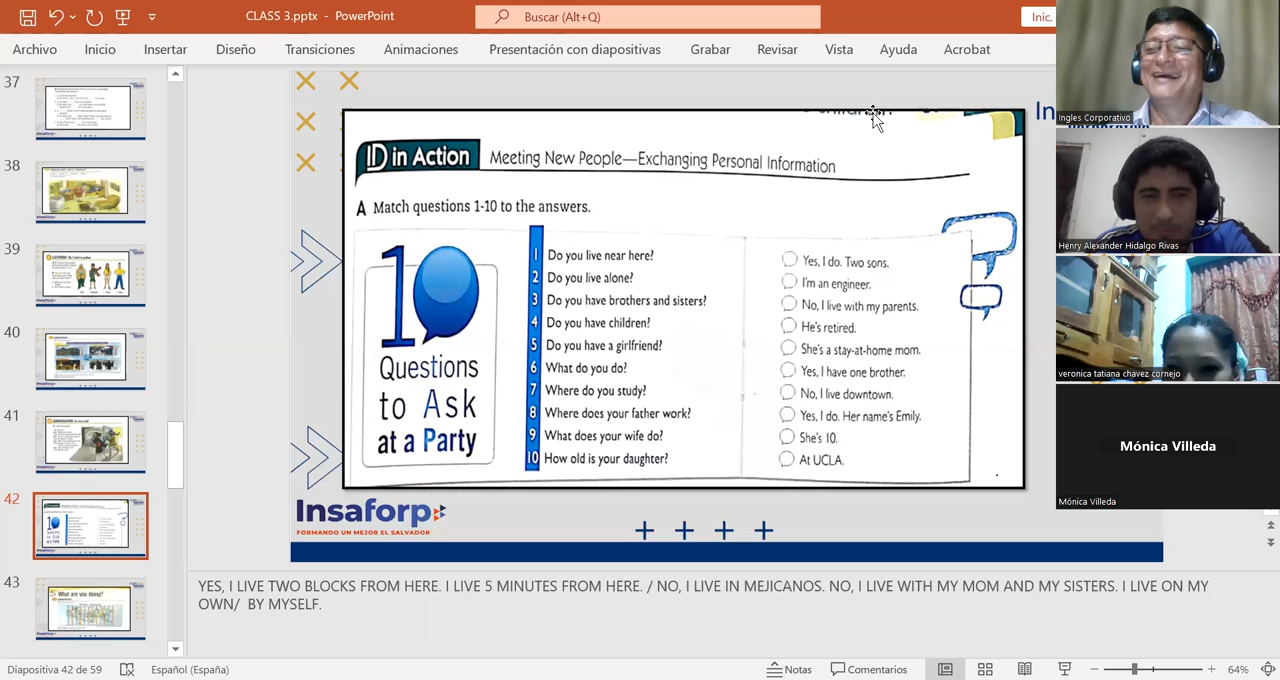 CLASS 3.pptx - PowerPoint
Buscar (Alt+Q)
Inic.
Archivo Inicio Insertar Diseño Transiciones Animaciones Presentación con diapositivas Grabar Revisar Vista Ayuda Acrobat
37
38
39
40
41
42
43
ID in Action Meeting New People—Exchanging Personal Information
A Match questions 1-10 to the answers.
10
Questions
to Ask
at a Party
1 Do you live near here?
2 Do you live alone?
3 Do you have brothers and sisters?
4 Do you have children?
5 Do you have a girlfriend?
6 What do you do?
7 Where do you study?
8 Where does your father work?
9 What does your wife do?
10 How old is your daughter?
Yes, I do. Two sons.
I'm an engineer.
No, I live with my parents.
He's retired.
She's a stay-at-home mom.
Yes, I have one brother.
No, I live downtown.
Yes, I do. Her name's Emily.
She's 10.
At UCLA.
Insaforp
FORMANDO UN MEJOR EL SALVADOR
In
Ingles Corporativo
Henry Alexander Hidalgo Rivas
veronica tatiana chavez cornejo
Mónica Villeda
Mónica Villeda
YES, I LIVE TWO BLOCKS FROM HERE. I LIVE 5 MINUTES FROM HERE. / NO, I LIVE IN MEJICANOS. NO, I LIVE WITH MY MOM AND MY SISTERS. I LIVE ON MY
OWN/ BY MYSELF.
Diapositiva 42 de 59 Español (España) Notas Comentarios 64%